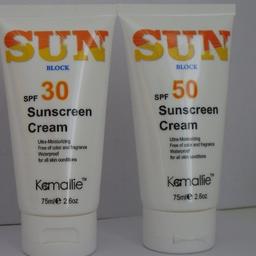 SUN
BLOCK
SPF 30
Sunscreen
Cream
Ultra-Moisturizing
Free of color and fragrance
Waterproof
for all skin conditions
Kemallie™
75ml℮ 2.6oz
SUN
BLOCK
SPF 50
Sunscreen
Cream
Ultra-Moisturizing
Free of color and fragrance
Waterproof
for all skin conditions
Kemallie™
75ml℮ 2.6oz